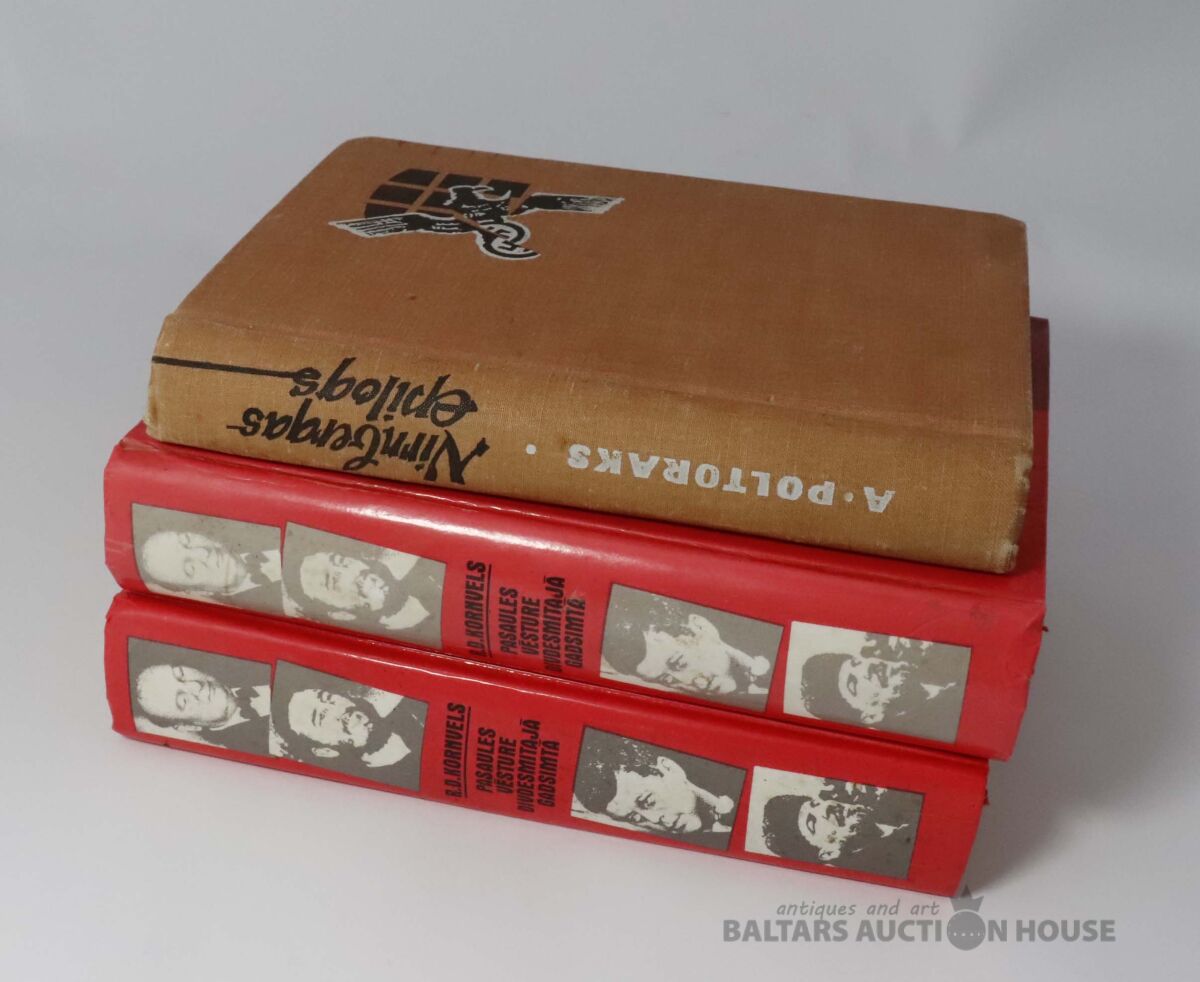 Nirnbergas
epilogs
A • POLTORAKS •
R.D.KORNVELS
PASAULES
VĒSTURE
DIVDESMITAJĀ
GADSIMTĀ
R.D.KORNVELS
PASAULES
VĒSTURE
DIVDESMITAJĀ
GADSIMTĀ
antiques and art
BALTARS AUCTION HOUSE